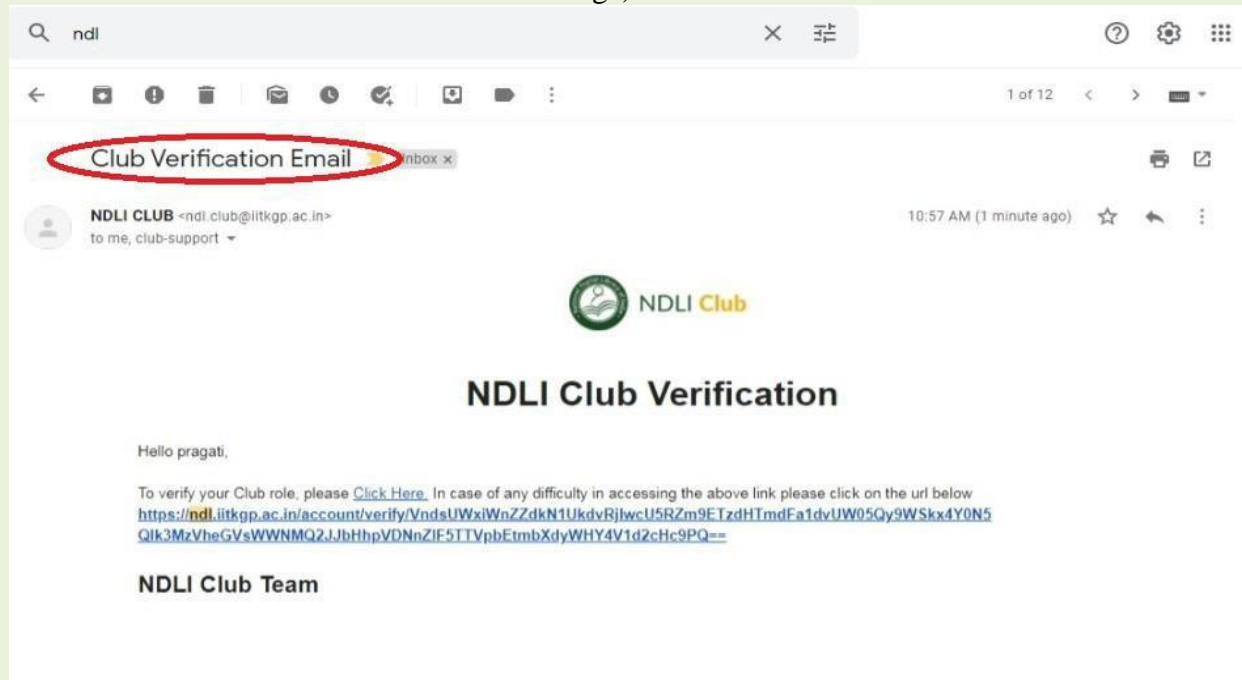 ndl
1 of 12
Club Verification Email
Inbox x
NDLI CLUB <ndl.club@iitkgp.ac.in>
10:57 AM (1 minute ago)
to me, club-support
NDLI Club
NDLI Club Verification
Hello pragati,
To verify your Club role, please Click Here. In case of any difficulty in accessing the above link please click on the url below
https://ndl.iitkgp.ac.in/account/verify/VndsUWxiWnZZdkN1UkdvRjlwcU5RZm9ETzdHTmdFa1dvUW05Qy9WSkx4Y0N5
Qlk3MzVheGVsWWNMQ2JJbHhpVDNnZlF5TTVpbEtmbXdyWHY4V1d2cHc9PQ==
NDLI Club Team